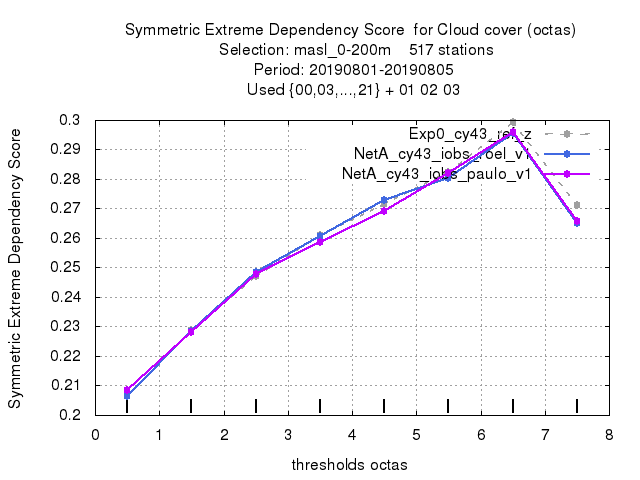 Symmetric Extreme Dependency Score for Cloud cover (octas)
Selection: masl_0-200m 517 stations
Period: 20190801-20190805
Used {00,03,...,21} + 01 02 03
Symmetric Extreme Dependency Score
0.3
0.29
0.28
0.27
0.26
0.25
0.24
0.23
0.22
0.21
0.2
Exp0_cy43_ref_z
NetA_cy43_iobs_roel_v1
NetA_cy43_iobs_paulo_v1
0 1 2 3 4 5 6 7 8
thresholds octas